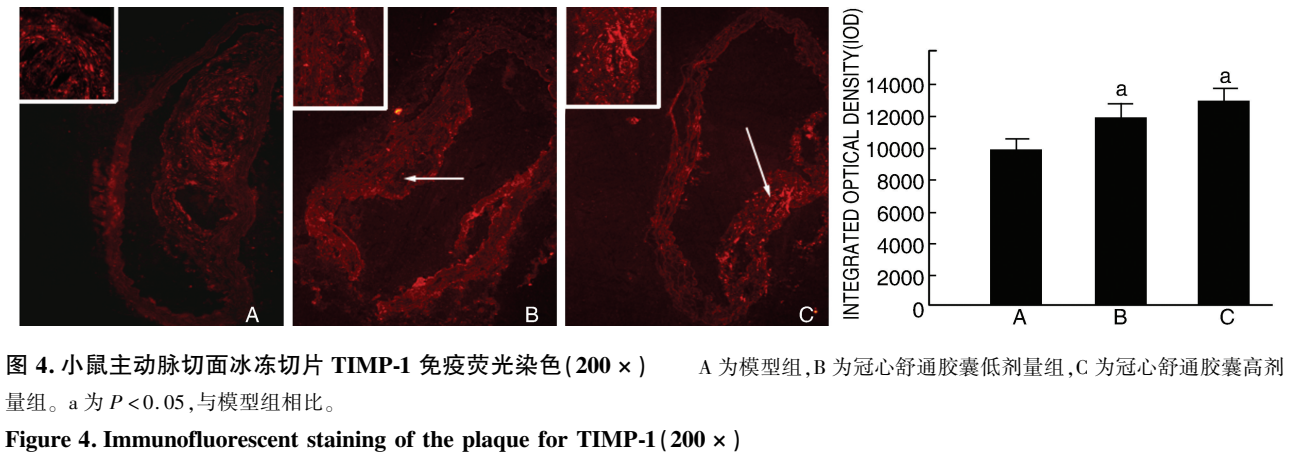 A
B
C
INTEGRATED OPTICAL DENSITY(IOD)
14000
12000
10000
8000
6000
4000
2000
0
a
a
A
B
C
图 4. 小鼠主动脉切面冰冻切片 TIMP-1 免疫荧光染色(200 ×) A 为模型组,B 为冠心舒通胶囊低剂量组,C 为冠心舒通胶囊高剂
量组。a 为 P<0.05,与模型组相比。
Figure 4. Immunofluorescent staining of the plaque for TIMP-1(200 ×)